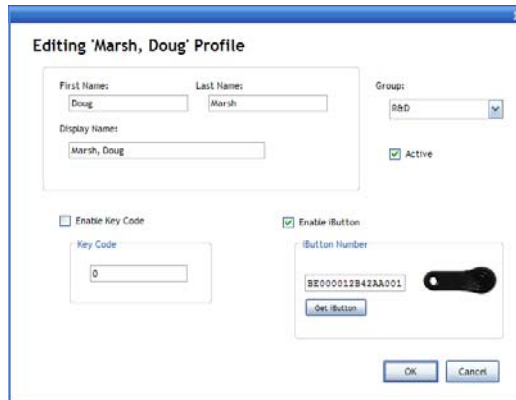 Editing 'Marsh, Doug' Profile
First Name: Last Name: Group:
Doug Marsh R&D
Display Name:
Marsh, Doug Active
Enable Key Code Enable iButton
Key Code iButton Number
0
BE000012B42AA001
Get iButton
OK Cancel